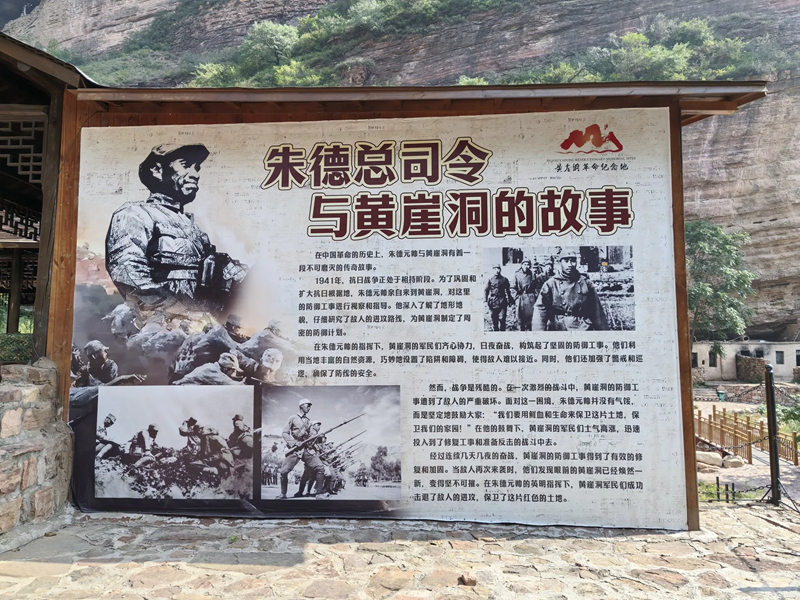 朱德总司令
与黄崖洞的故事
黄崖洞革命纪念地
在中国革命的历史上，朱德元帅与黄崖洞有着一
段不可磨灭的传奇故事。
1941年，抗日战争正处于相持阶段。为了巩固和
扩大抗日根据地，朱德元帅亲自来到黄崖洞，对这里
的防御工事进行视察和指导。他深入了解了地形地
貌，仔细研究了敌人的进攻路线，为黄崖洞制定了周
密的防御计划。
在朱德元帅的指挥下，黄崖洞的军民们齐心协力，日夜奋战，构筑起了坚固的防御工事。他们利
用当地丰富的自然资源，巧妙地设置了陷阱和障碍，使得敌人难以接近。同时，他们还加强了警戒和巡
逻，确保了防线的安全。
然而，战争是残酷的。在一次激烈的战斗中，黄崖洞的防御工
事遭到了敌人的严重破坏。面对这一困境，朱德元帅并没有气馁，
而是坚定地鼓励大家：“我们要用鲜血和生命来保卫这片土地，保
卫我们的家园！”在他的鼓舞下，黄崖洞的军民们士气高涨，迅速
投入到了修复工事和准备反击的战斗中去。
经过连续几天几夜的奋战，黄崖洞的防御工事得到了有效的修
复和加固。当敌人再次来袭时，他们发现眼前的黄崖洞已经焕然一
新，变得坚不可摧。在朱德元帅的英明指挥下，黄崖洞军民们成功
击退了敌人的进攻，保卫了这片红色的土地。